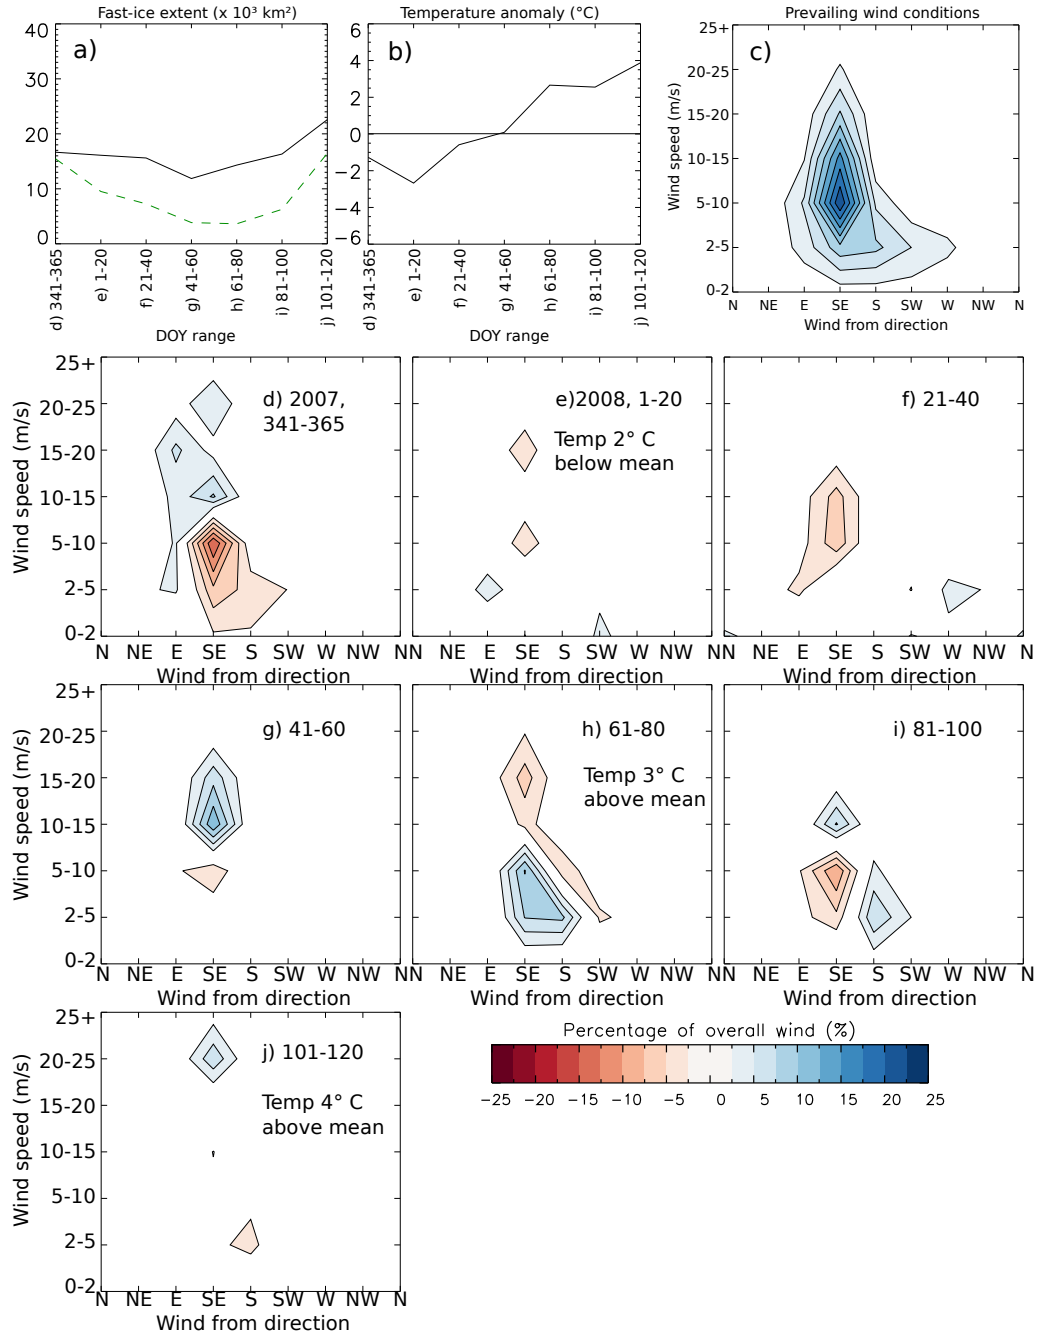 Fast-ice extent (x 10³ km²)
a)
40
30
20
10
0
d) 341-365
e) 1-20
f) 21-40
g) 41-60
h) 61-80
i) 81-100
j) 101-120
DOY range
Temperature anomaly (°C)
b)
6
4
2
0
−2
−4
−6
d) 341-365
e) 1-20
f) 21-40
g) 41-60
h) 61-80
i) 81-100
j) 101-120
DOY range
Prevailing wind conditions
c)
Wind speed (m/s)
25+
20-25
15-20
10-15
5-10
2-5
0-2
N NE E SE S SW W NW N
Wind from direction
d) 2007,
341-365
Wind speed (m/s)
25+
20-25
15-20
10-15
5-10
2-5
0-2
N NE E SE S SW W NW N
Wind from direction
e)2008, 1-20
Temp 2° C
below mean
N NE E SE S SW W NW N
Wind from direction
f) 21-40
N NE E SE S SW W NW N
Wind from direction
g) 41-60
Wind speed (m/s)
25+
20-25
15-20
10-15
5-10
2-5
0-2
N NE E SE S SW W NW N
Wind from direction
h) 61-80
Temp 3° C
above mean
N NE E SE S SW W NW N
Wind from direction
i) 81-100
N NE E SE S SW W NW N
Wind from direction
j) 101-120
Temp 4° C
above mean
Wind speed (m/s)
25+
20-25
15-20
10-15
5-10
2-5
0-2
N NE E SE S SW W NW N
Wind from direction
Percentage of overall wind (%)
−25 −20 −15 −10 −5 0 5 10 15 20 25